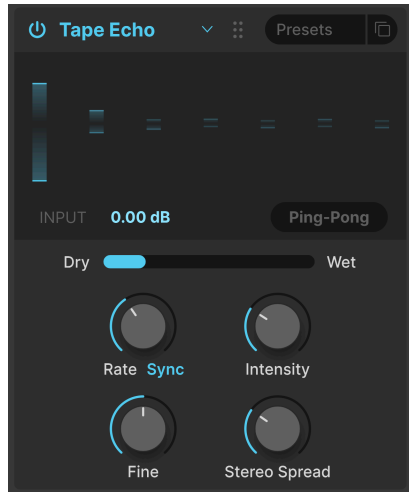 Tape Echo Presets
INPUT 0.00 dB Ping-Pong
Dry Wet
Rate Sync Intensity
Fine Stereo Spread